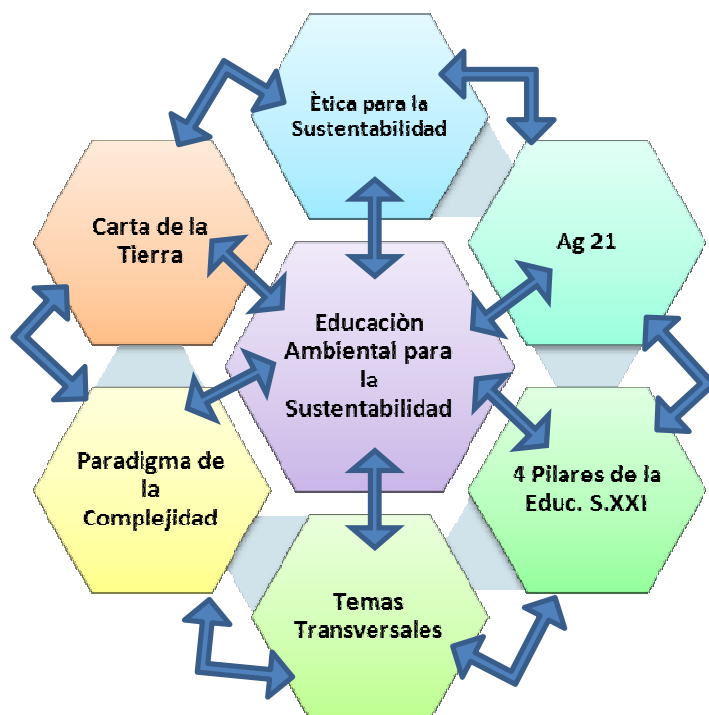 Ètica para la
Sustentabilidad
Carta de la
Tierra
Ag 21
Educaciòn
Ambiental para
la
Sustentabilidad
Paradigma de
la
Complejidad
4 Pilares de la
Educ. S.XXI
Temas
Transversales